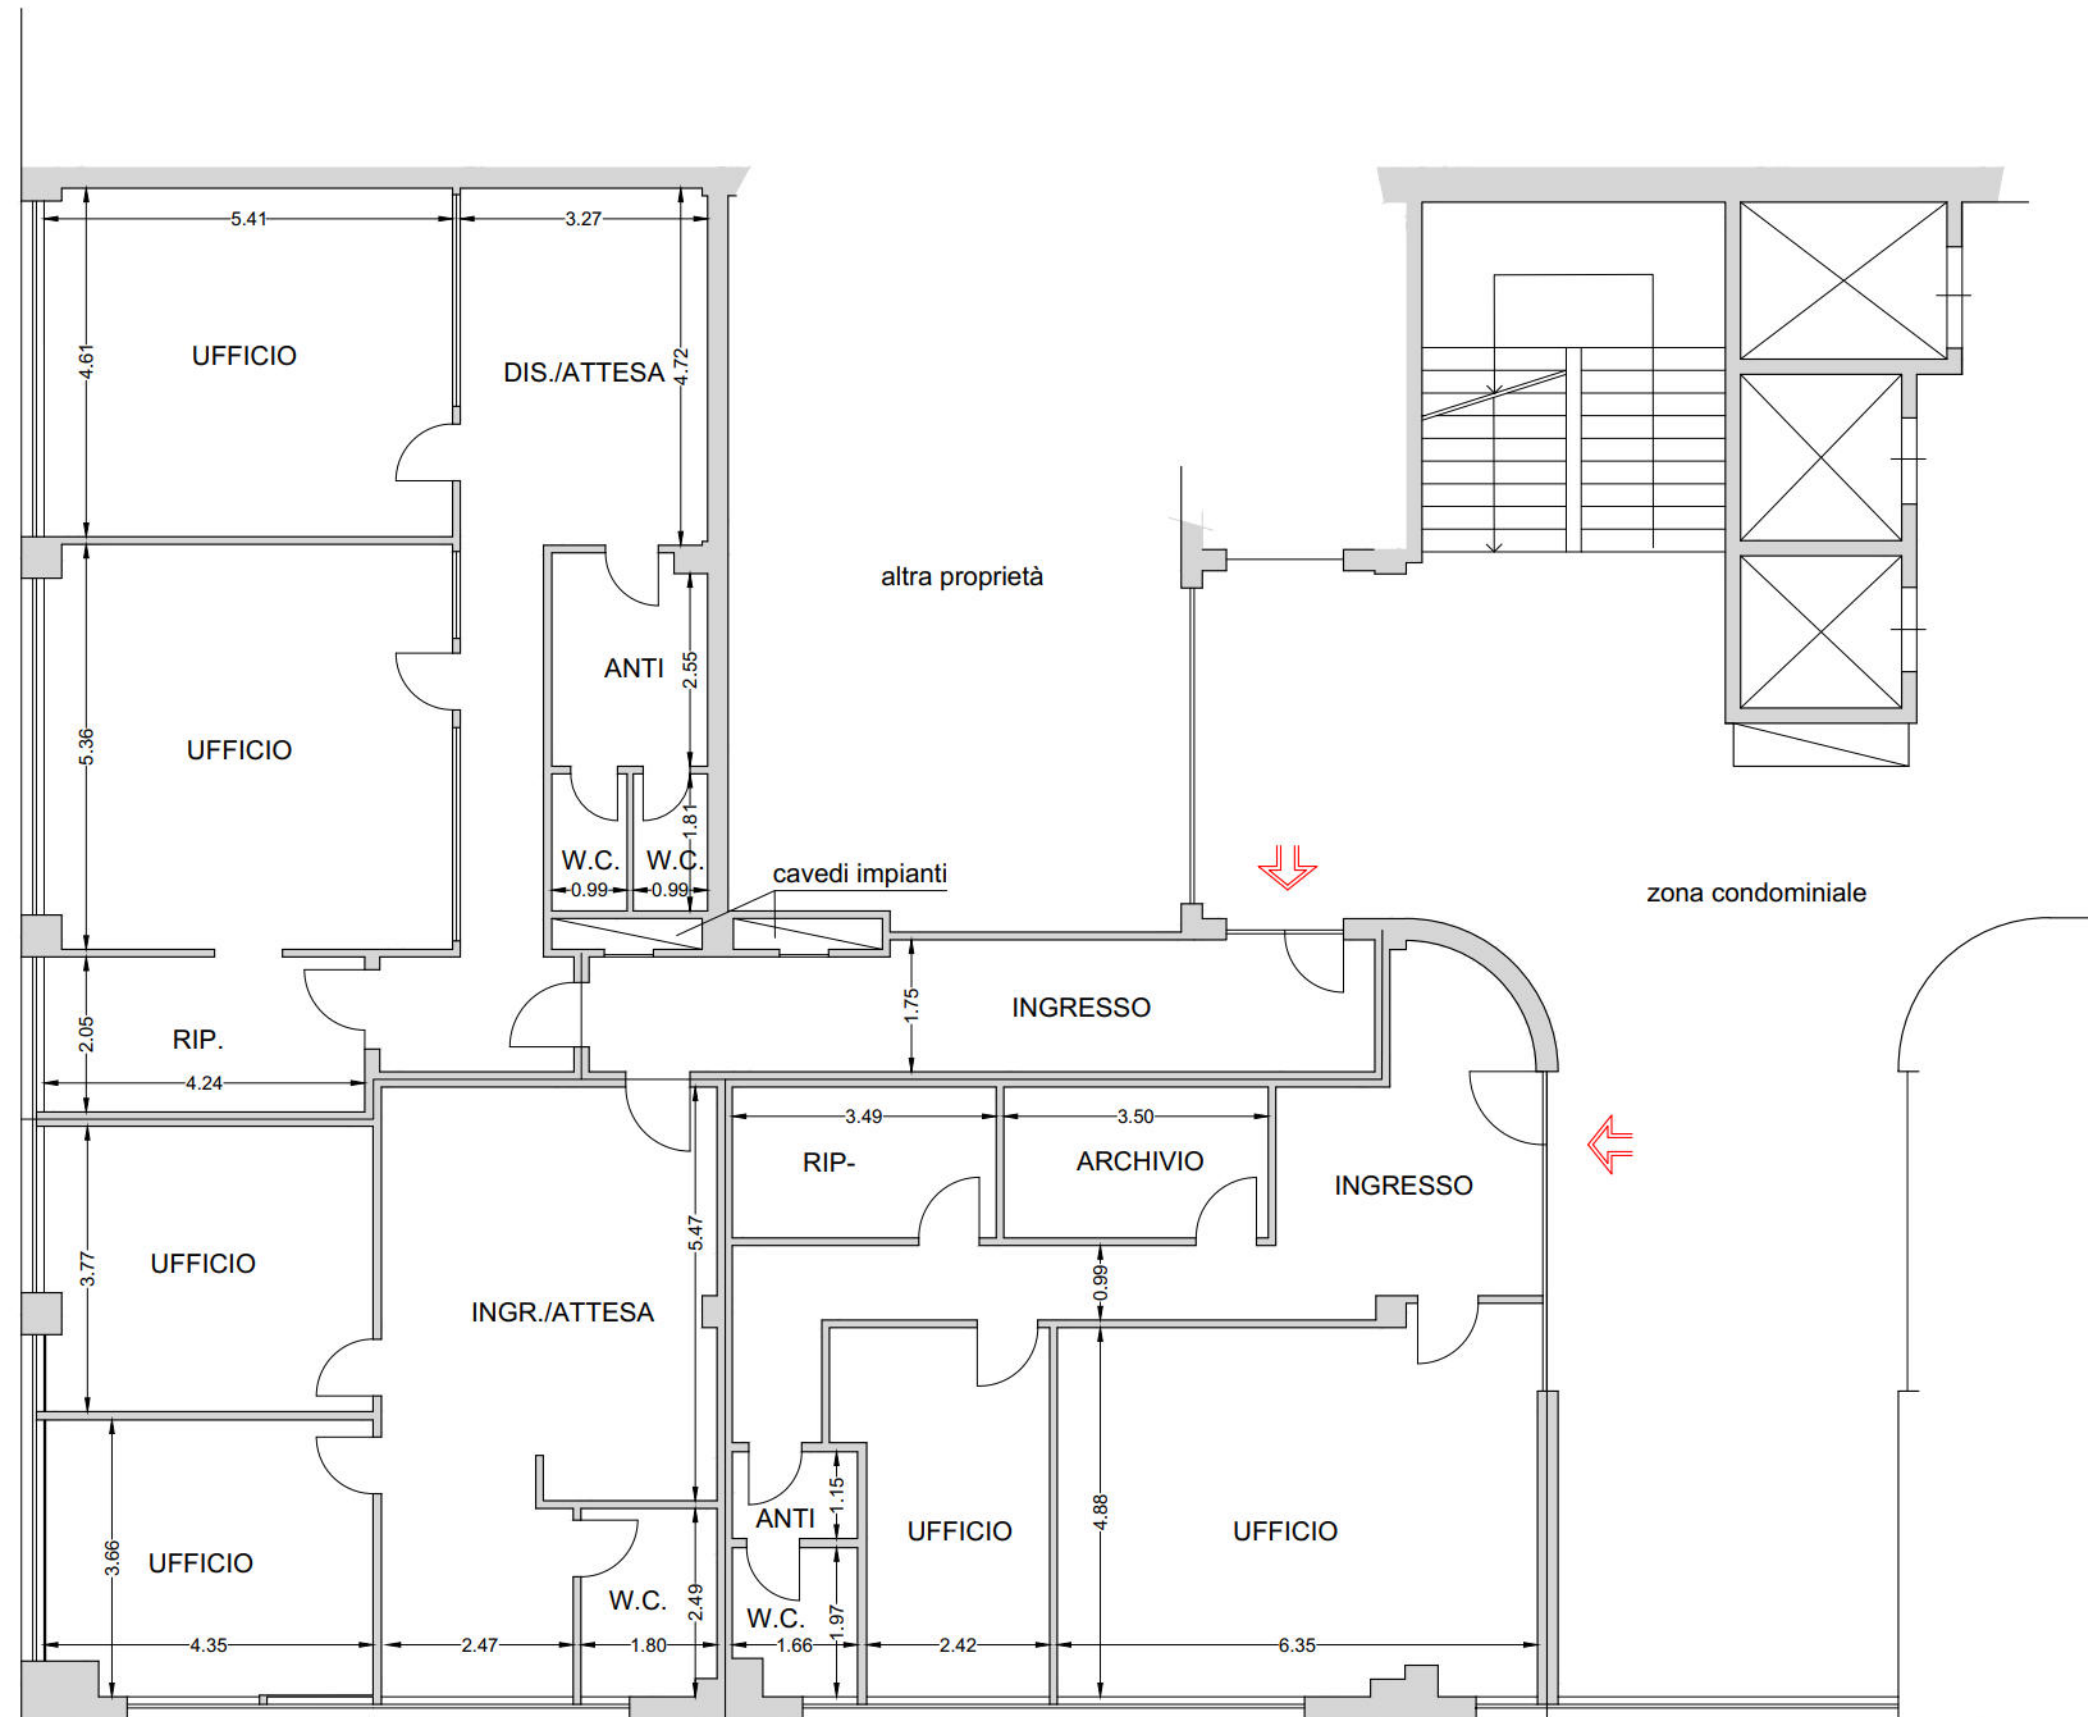 5.41
3.27
4.61
UFFICIO
DIS./ATTESA
4.72
altra proprietà
ANTI
2.55
5.36
UFFICIO
1.81
W.C.
W.C.
0.99
0.99
cavedi impianti
zona condominiale
2.05
RIP.
4.24
1.75
INGRESSO
3.49
3.50
RIP-
ARCHIVIO
INGRESSO
3.77
UFFICIO
5.47
INGR./ATTESA
0.99
3.66
UFFICIO
4.35
2.47
W.C.
2.49
1.80
ANTI
1.15
W.C.
1.97
1.66
UFFICIO
2.42
4.88
UFFICIO
6.35